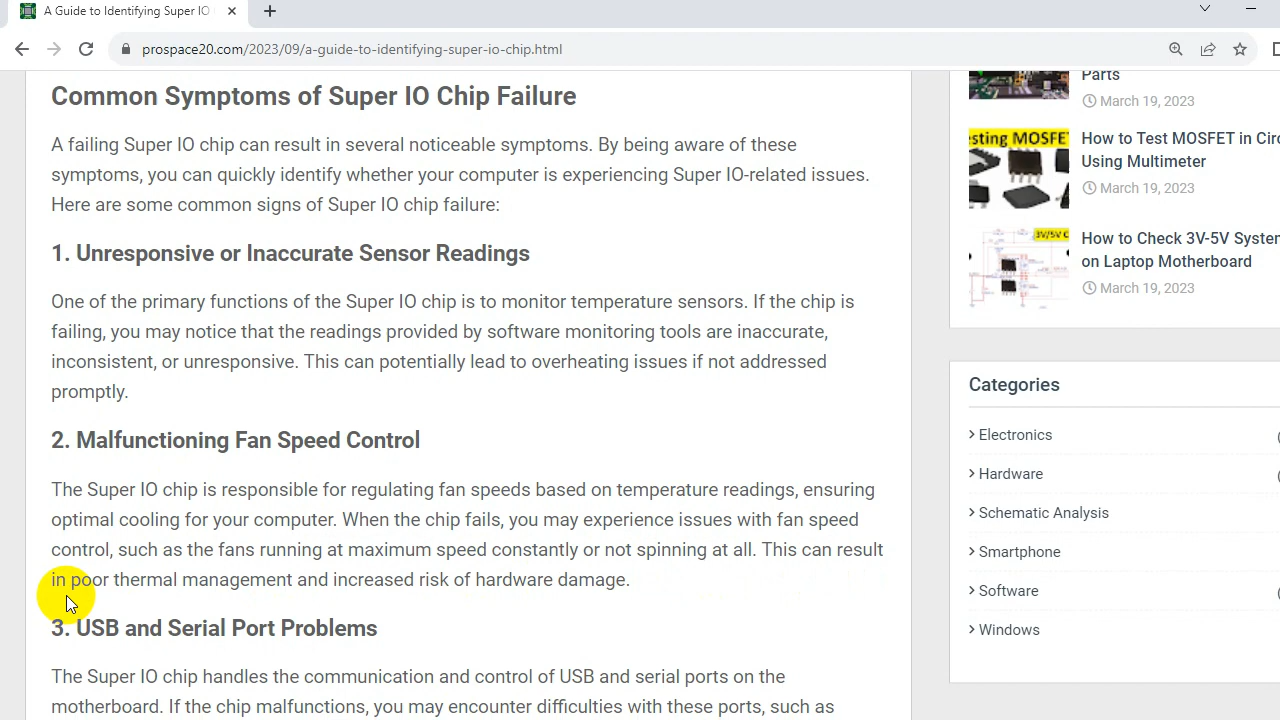 A Guide to Identifying Super IO
prospace20.com/2023/09/a-guide-to-identifying-super-io-chip.html
Common Symptoms of Super IO Chip Failure
A failing Super IO chip can result in several noticeable symptoms. By being aware of these
symptoms, you can quickly identify whether your computer is experiencing Super IO-related issues.
Here are some common signs of Super IO chip failure:
1. Unresponsive or Inaccurate Sensor Readings
One of the primary functions of the Super IO chip is to monitor temperature sensors. If the chip is
failing, you may notice that the readings provided by software monitoring tools are inaccurate,
inconsistent, or unresponsive. This can potentially lead to overheating issues if not addressed
promptly.
2. Malfunctioning Fan Speed Control
The Super IO chip is responsible for regulating fan speeds based on temperature readings, ensuring
optimal cooling for your computer. When the chip fails, you may experience issues with fan speed
control, such as the fans running at maximum speed constantly or not spinning at all. This can result
in poor thermal management and increased risk of hardware damage.
3. USB and Serial Port Problems
The Super IO chip handles the communication and control of USB and serial ports on the
motherboard. If the chip malfunctions, you may encounter difficulties with these ports, such as
Parts
March 19, 2023
esting MOSFE
How to Test MOSFET in Circ
Using Multimeter
March 19, 2023
3V/5V C
How to Check 3V-5V System
on Laptop Motherboard
March 19, 2023
Categories
Electronics
Hardware
Schematic Analysis
Smartphone
Software
Windows